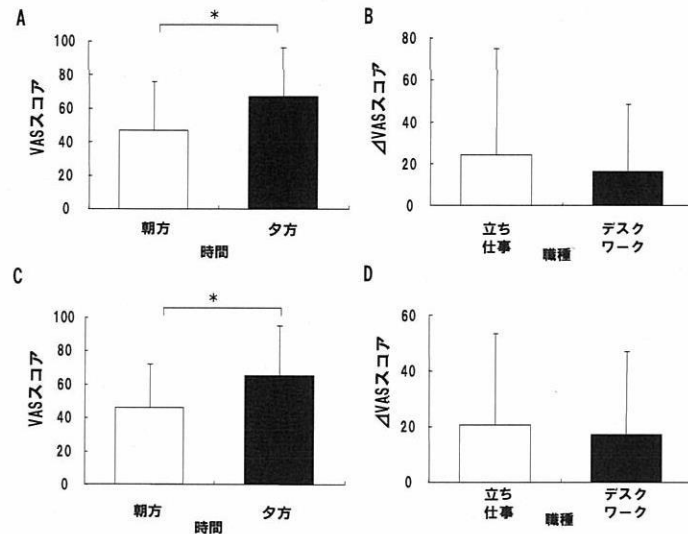 A
*
VASスコア
100
80
60
40
20
0
朝方 夕方
時間
B
⊿VASスコア
80
60
40
20
0
立ち仕事 デスクワーク
職種
C
*
VASスコア
100
80
60
40
20
0
朝方 夕方
時間
D
⊿VASスコア
60
40
20
0
立ち仕事 デスクワーク
職種